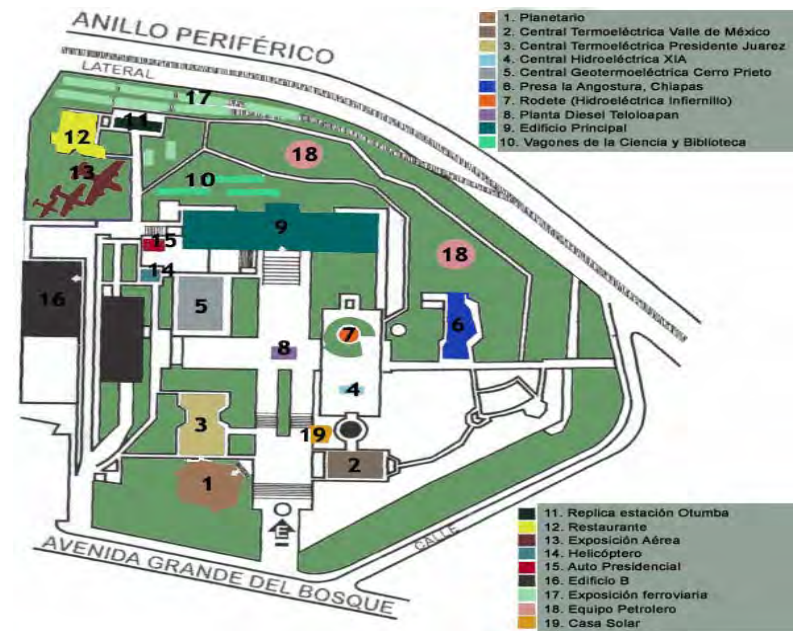 ANILLO PERIFÉRICO
LATERAL
1. Planetario
2. Central Termoeléctrica Valle de México
3. Central Termoeléctrica Presidente Juarez
4. Central Hidroeléctrica XIA
5. Central Geotermoeléctrica Cerro Prieto
6. Presa la Angostura, Chiapas
7. Rodete (Hidroeléctrica Infiernillo)
8. Planta Diesel Teloloapan
9. Edificio Principal
10. Vagones de la Ciencia y Biblioteca
17
11
12
18
13
10
9
15
18
14
16
5
6
7
8
4
3
19
2
1
E
CALLE
AVENIDA GRANDE DEL BOSQUE
11. Replica estación Otumba
12. Restaurante
13. Exposición Aérea
14. Helicóptero
15. Auto Presidencial
16. Edificio B
17. Exposición ferroviaria
18. Equipo Petrolero
19. Casa Solar